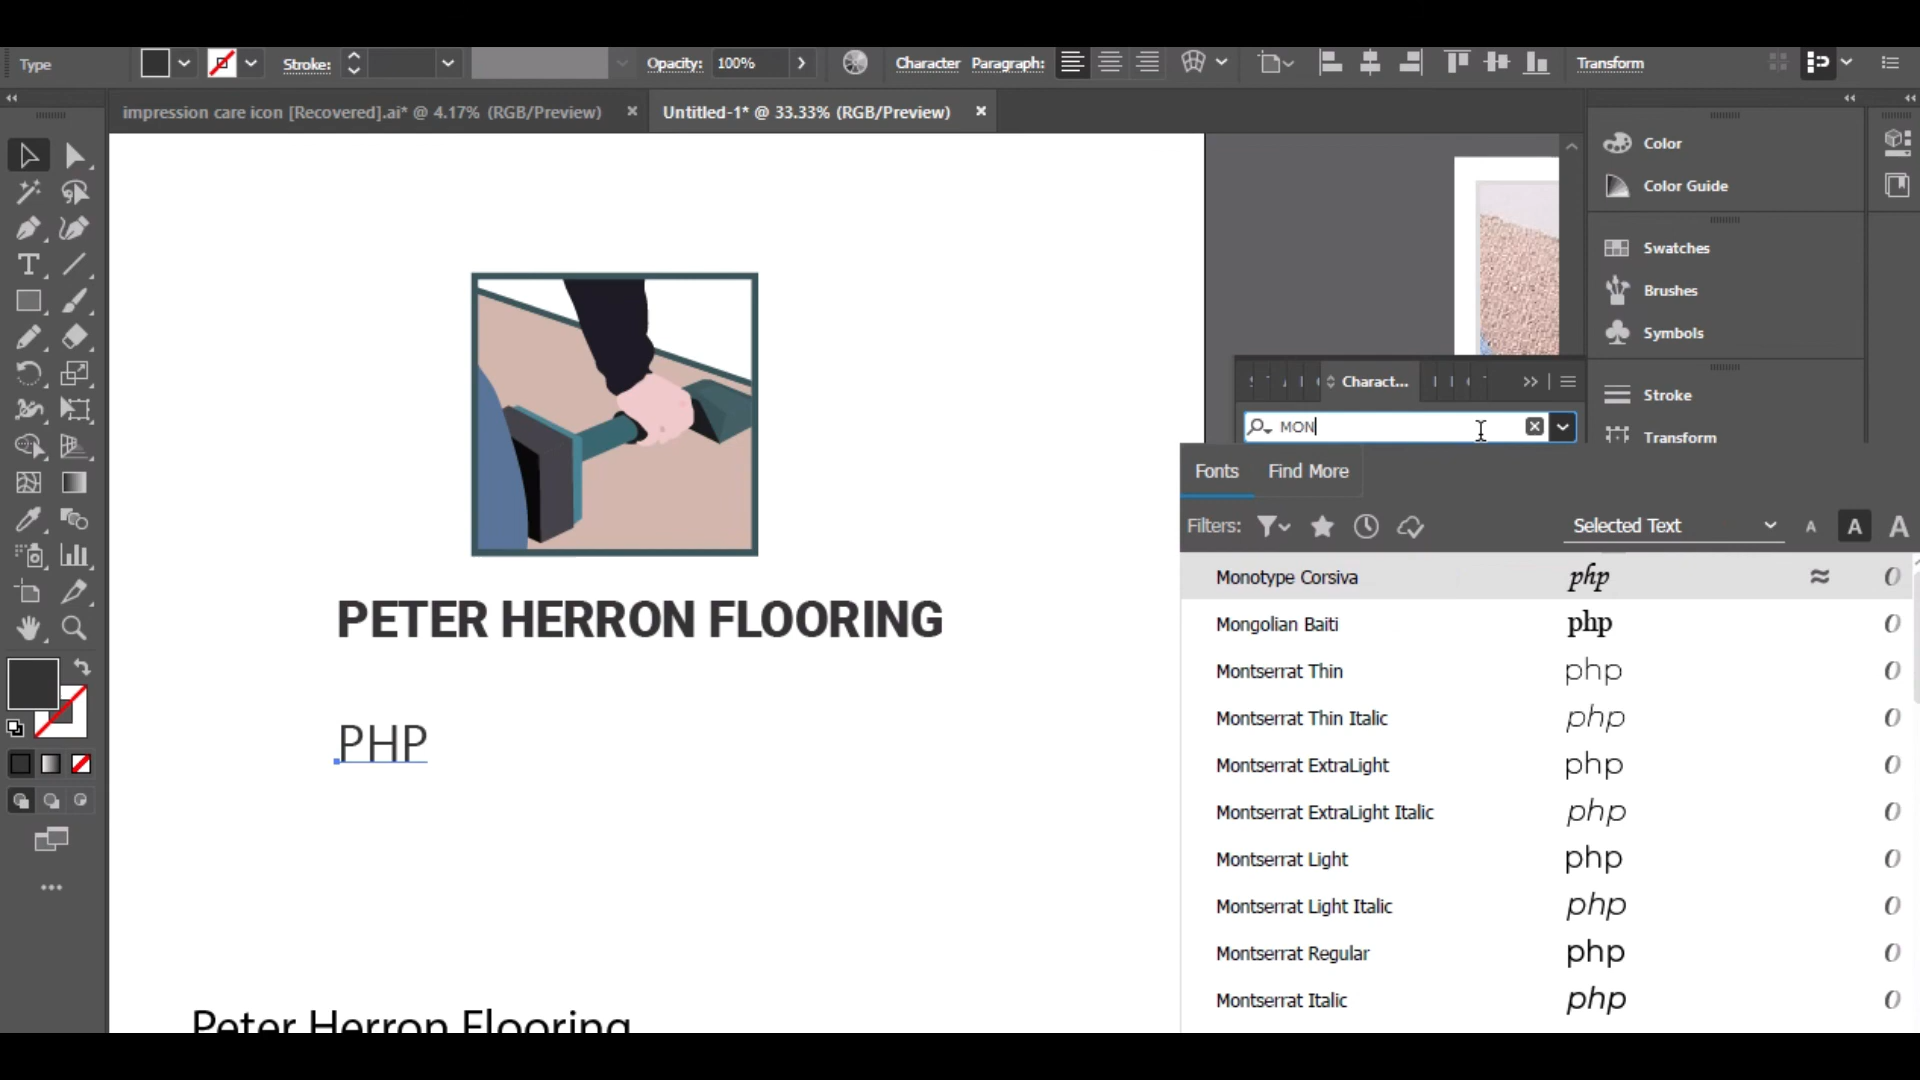 Type
Stroke:
Opacity:
100%
Character
Paragraph:
Transform
impression care icon [Recovered].ai* @ 4.17% (RGB/Preview)
Untitled-1* @ 33.33% (RGB/Preview)
Color
Color Guide
Swatches
Brushes
Symbols
Stroke
Transform
Charact...
MON
Fonts
Find More
Filters:
Selected Text
A
A
A
Monotype Corsiva php
Mongolian Baiti php
Montserrat Thin php
Montserrat Thin Italic php
Montserrat ExtraLight php
Montserrat ExtraLight Italic php
Montserrat Light php
Montserrat Light Italic php
Montserrat Regular php
Montserrat Italic php
PETER HERRON FLOORING
PHP
Peter Herron Flooring